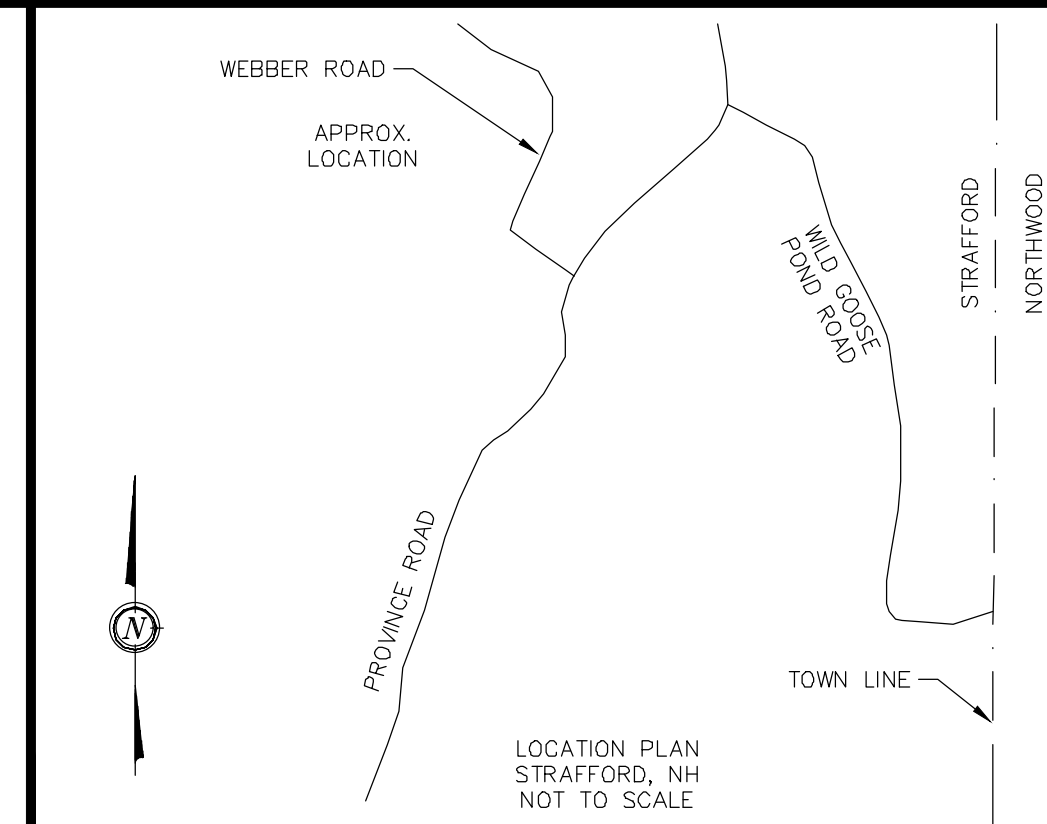 WEBBER ROAD
APPROX.
LOCATION
STRAFFORD
NORTHWOOD
WILD GOOSE
POND ROAD
PROVINCE ROAD
N
TOWN LINE
LOCATION PLAN
STRAFFORD, NH
NOT TO SCALE